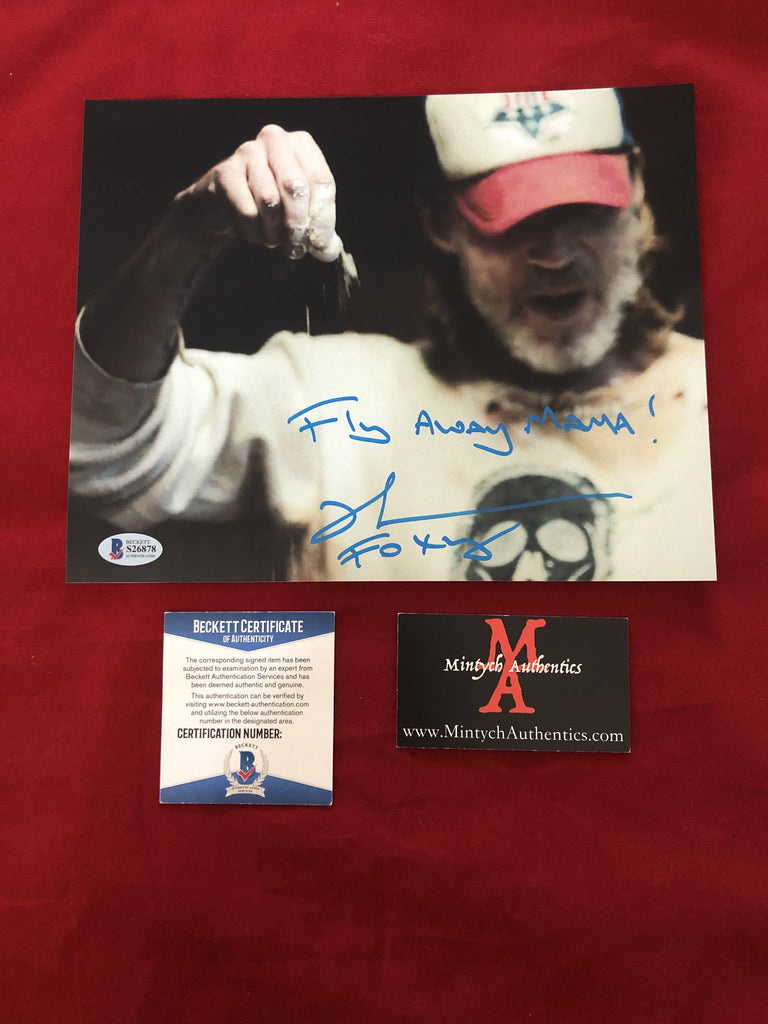 Fly Away Mama!
Foxy
BECKETT
S26878
AUTHENTICATED
BECKETT CERTIFICATE
OF AUTHENTICITY
The corresponding signed item has been
subjected to examination by an expert from
Beckett Authentication Services and has
been deemed authentic and genuine.
This authentication can be verified by
visiting www.beckett-authentication.com
and utilizing the below authentication
number in the designated area.
CERTIFICATION NUMBER:
BECKETT
B
MA
Mintych Authentics
www.MintychAuthentics.com